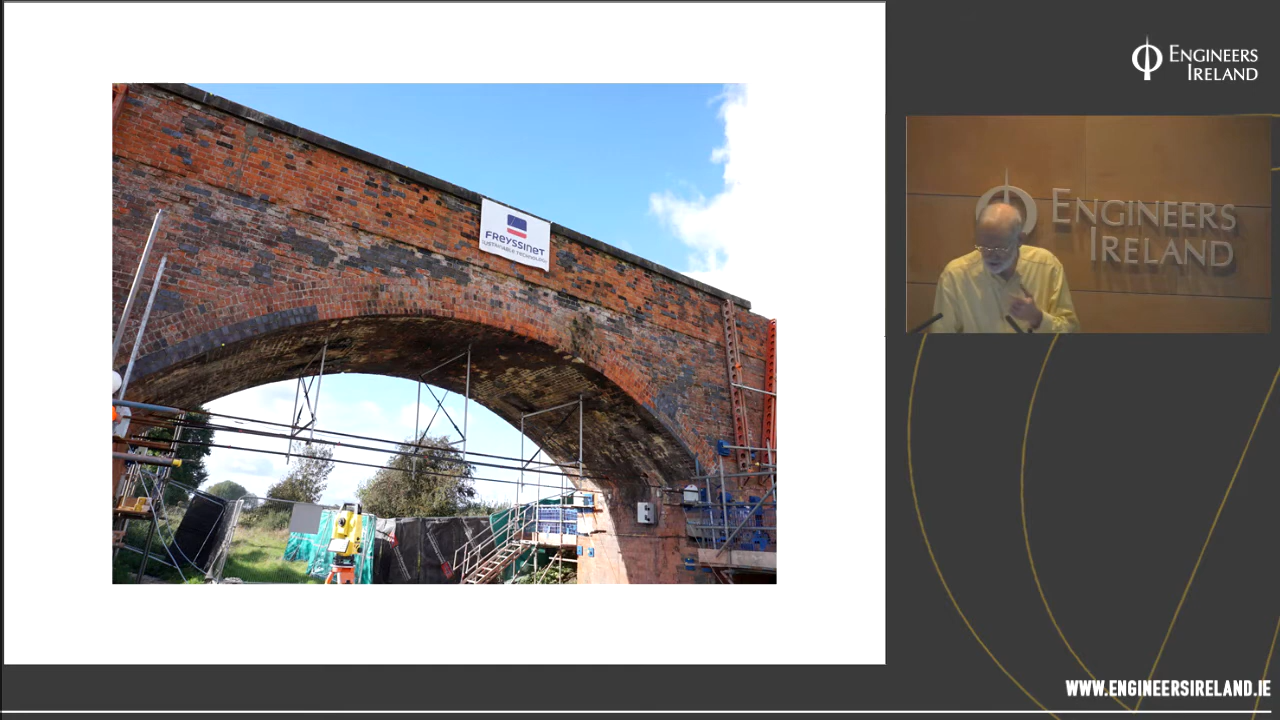 FREYSSINET
SUSTAINABLE TECHNOLOGY
ENGINEERS
IRELAND
ENGINEERS
IRELAND
WWW.ENGINEERSIRELAND.IE